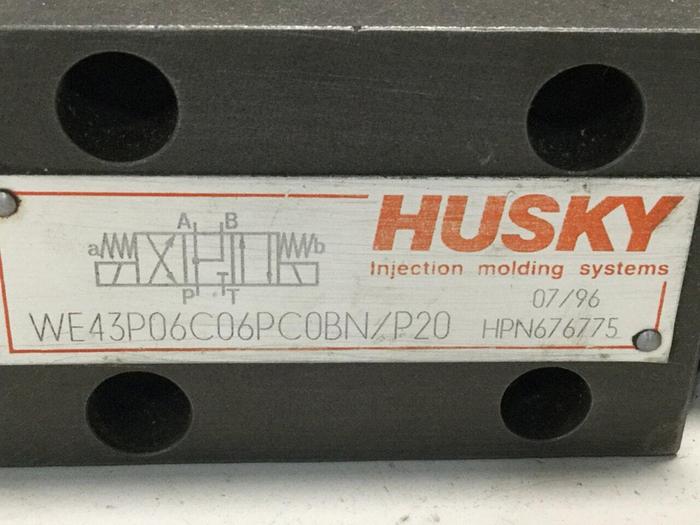 A B
a b
P T
HUSKY
Injection molding systems
07/96
WE43P06C06PC0BN/P20 HPN676775